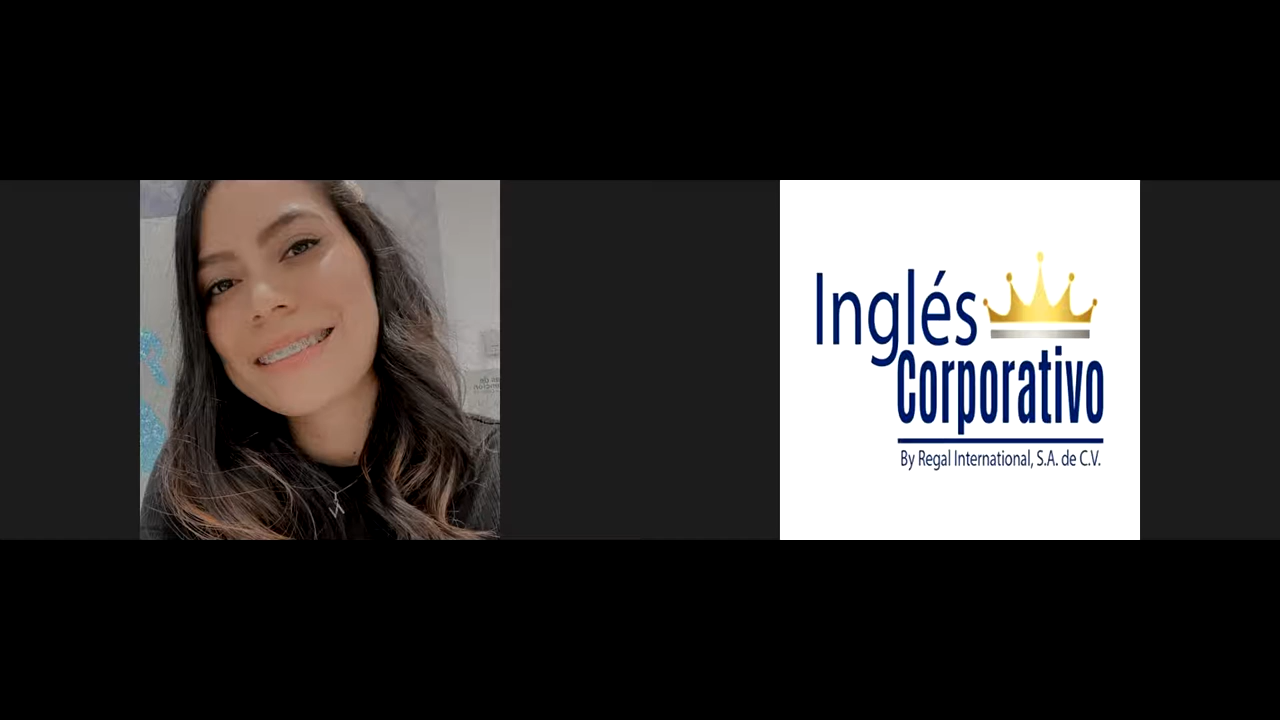 Inglés
Corporativo
By Regal International, S.A. de C.V.